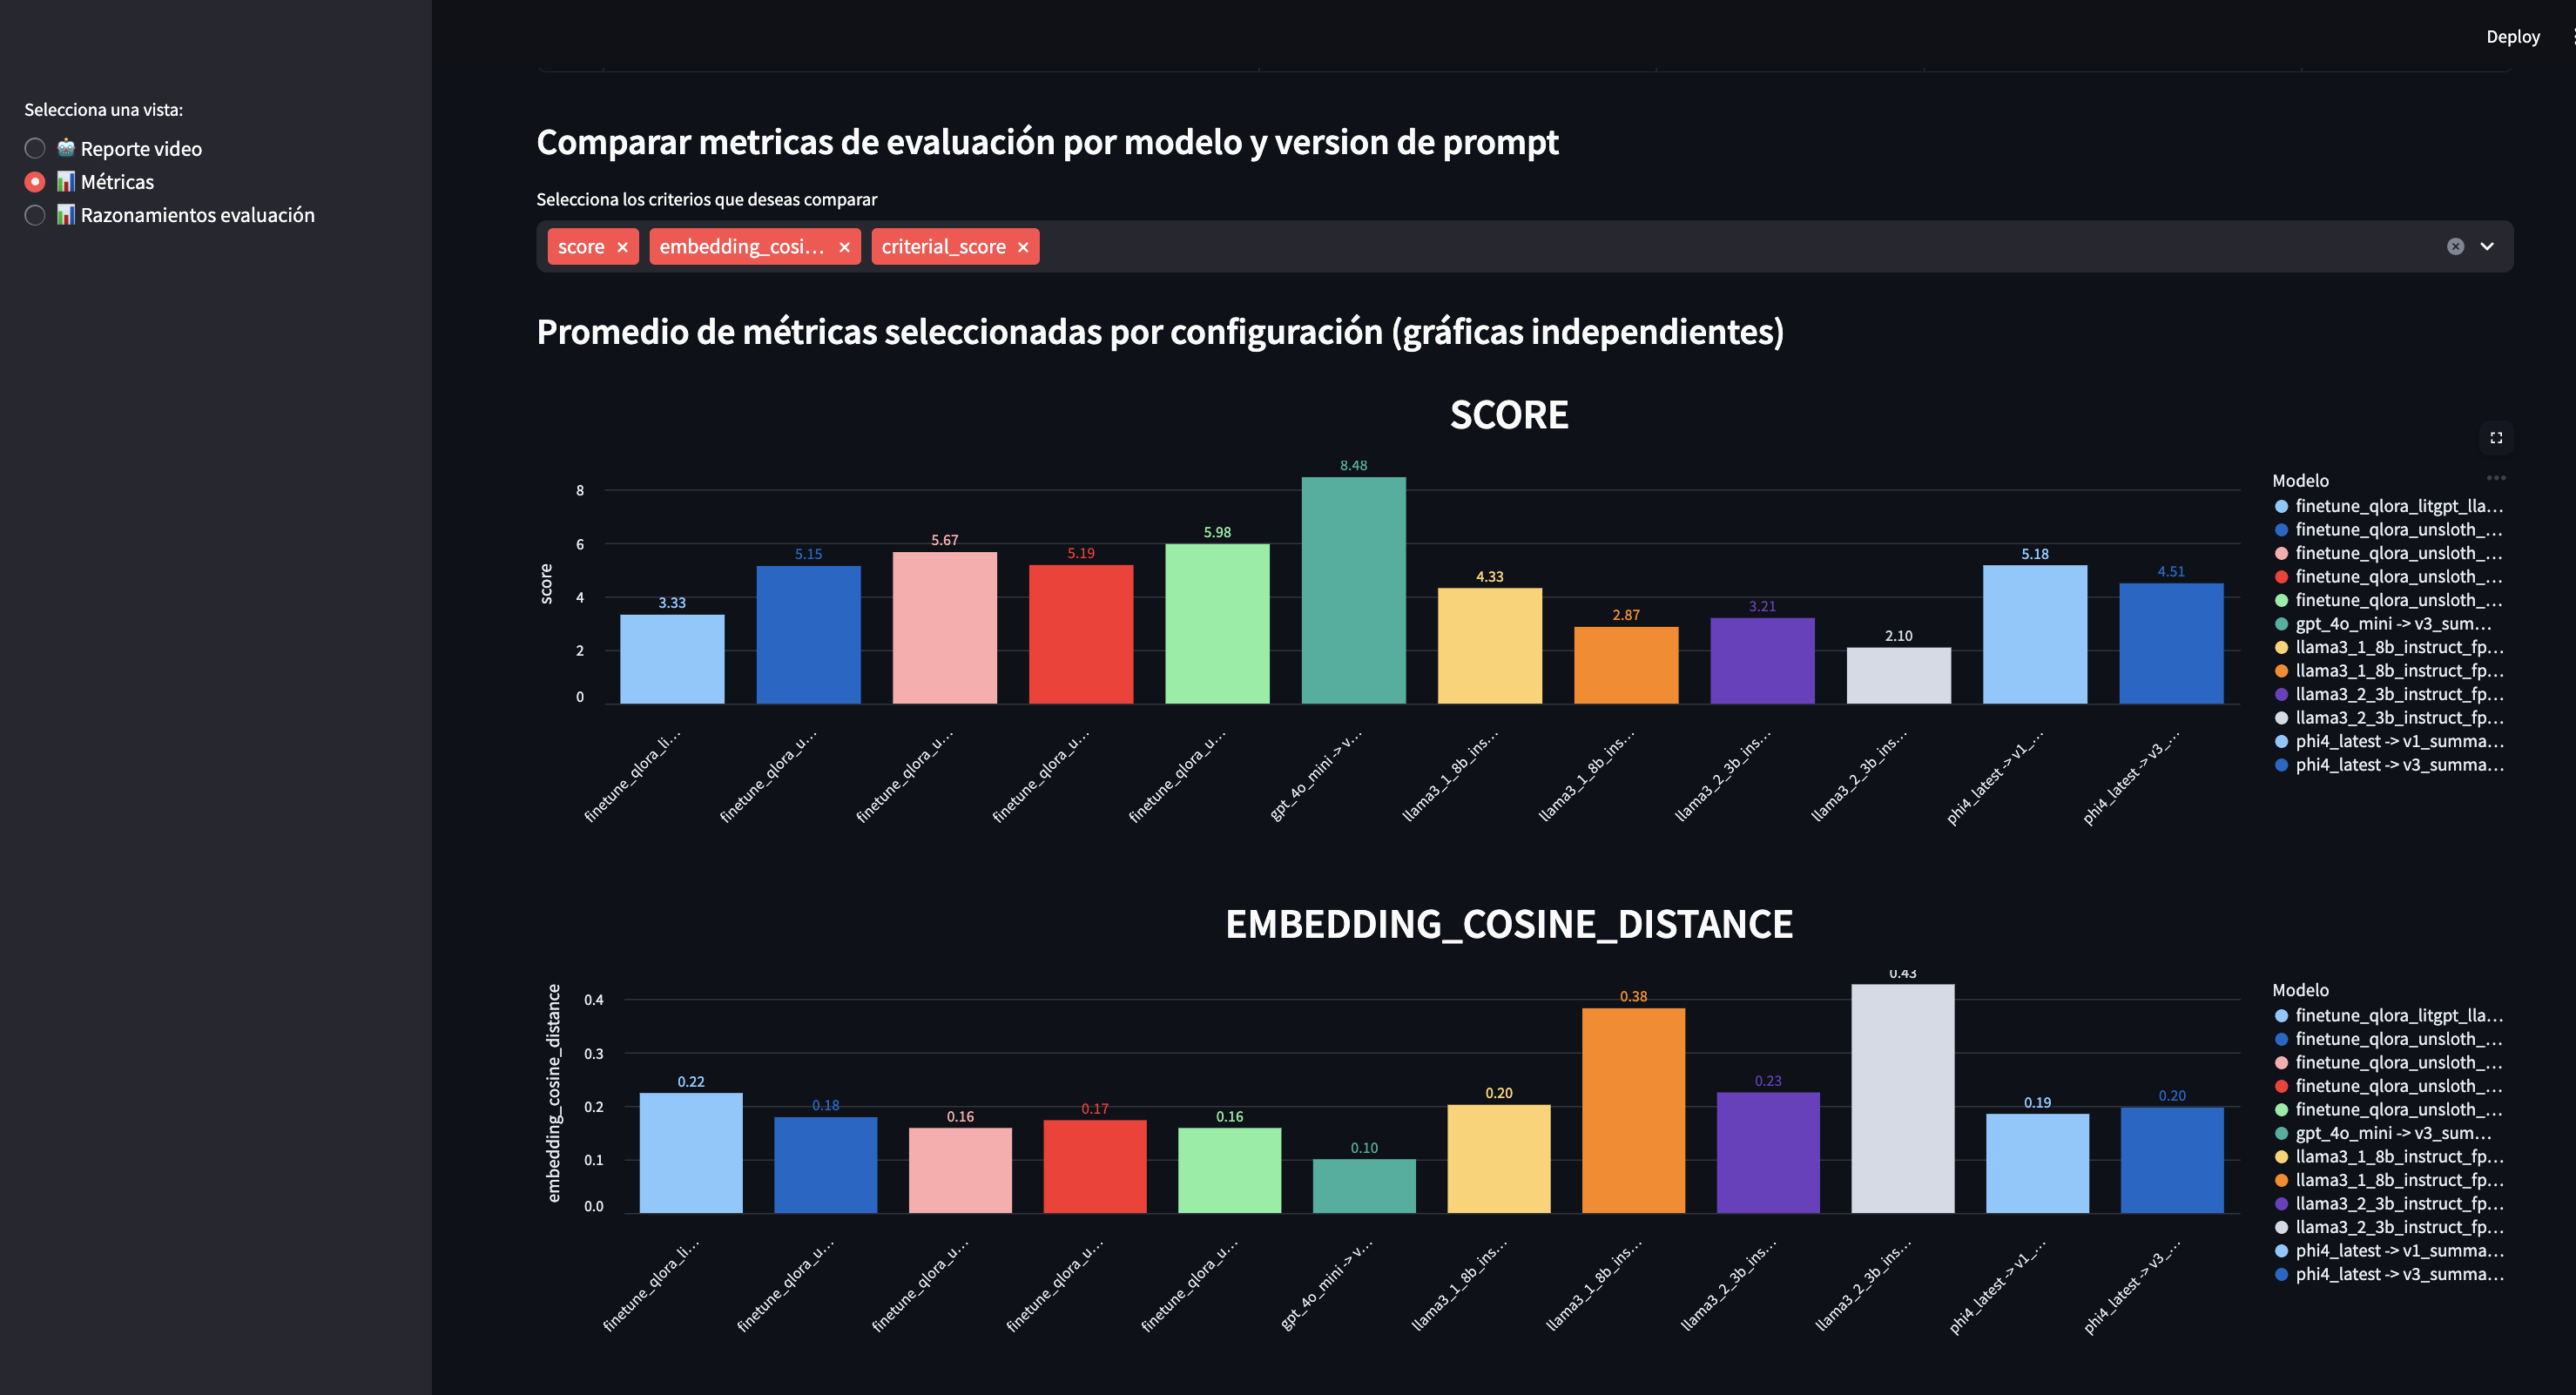 Deploy
Selecciona una vista:
🤖 Reporte video
📊 Métricas
📊 Razonamientos evaluación
Comparar metricas de evaluación por modelo y version de prompt
Selecciona los criterios que deseas comparar
score × embedding_cosi... × criterial_score ×
Promedio de métricas seleccionadas por configuración (gráficas independientes)
SCORE
score
8
6
4
2
0
3.33
5.15
5.67
5.19
5.98
8.48
4.33
2.87
3.21
2.10
5.18
4.51
finetune_qlora_li...
finetune_qlora_u...
finetune_qlora_u...
finetune_qlora_u...
finetune_qlora_u...
gpt_4o_mini -> v...
llama3_1_8b_ins...
llama3_1_8b_ins...
llama3_2_3b_ins...
llama3_2_3b_ins...
phi4_latest -> v1_...
phi4_latest -> v3_...
Modelo
finetune_qlora_litgpt_lla...
finetune_qlora_unsloth_...
finetune_qlora_unsloth_...
finetune_qlora_unsloth_...
finetune_qlora_unsloth_...
gpt_4o_mini -> v3_sum...
llama3_1_8b_instruct_fp...
llama3_1_8b_instruct_fp...
llama3_2_3b_instruct_fp...
llama3_2_3b_instruct_fp...
phi4_latest -> v1_summa...
phi4_latest -> v3_summa...
EMBEDDING_COSINE_DISTANCE
embedding_cosine_distance
0.4
0.3
0.2
0.1
0.0
0.22
0.18
0.16
0.17
0.16
0.10
0.20
0.38
0.23
0.43
0.19
0.20
finetune_qlora_li...
finetune_qlora_u...
finetune_qlora_u...
finetune_qlora_u...
finetune_qlora_u...
gpt_4o_mini -> v...
llama3_1_8b_ins...
llama3_1_8b_ins...
llama3_2_3b_ins...
llama3_2_3b_ins...
phi4_latest -> v1_...
phi4_latest -> v3_...
Modelo
finetune_qlora_litgpt_lla...
finetune_qlora_unsloth_...
finetune_qlora_unsloth_...
finetune_qlora_unsloth_...
finetune_qlora_unsloth_...
gpt_4o_mini -> v3_sum...
llama3_1_8b_instruct_fp...
llama3_1_8b_instruct_fp...
llama3_2_3b_instruct_fp...
llama3_2_3b_instruct_fp...
phi4_latest -> v1_summa...
phi4_latest -> v3_summa...